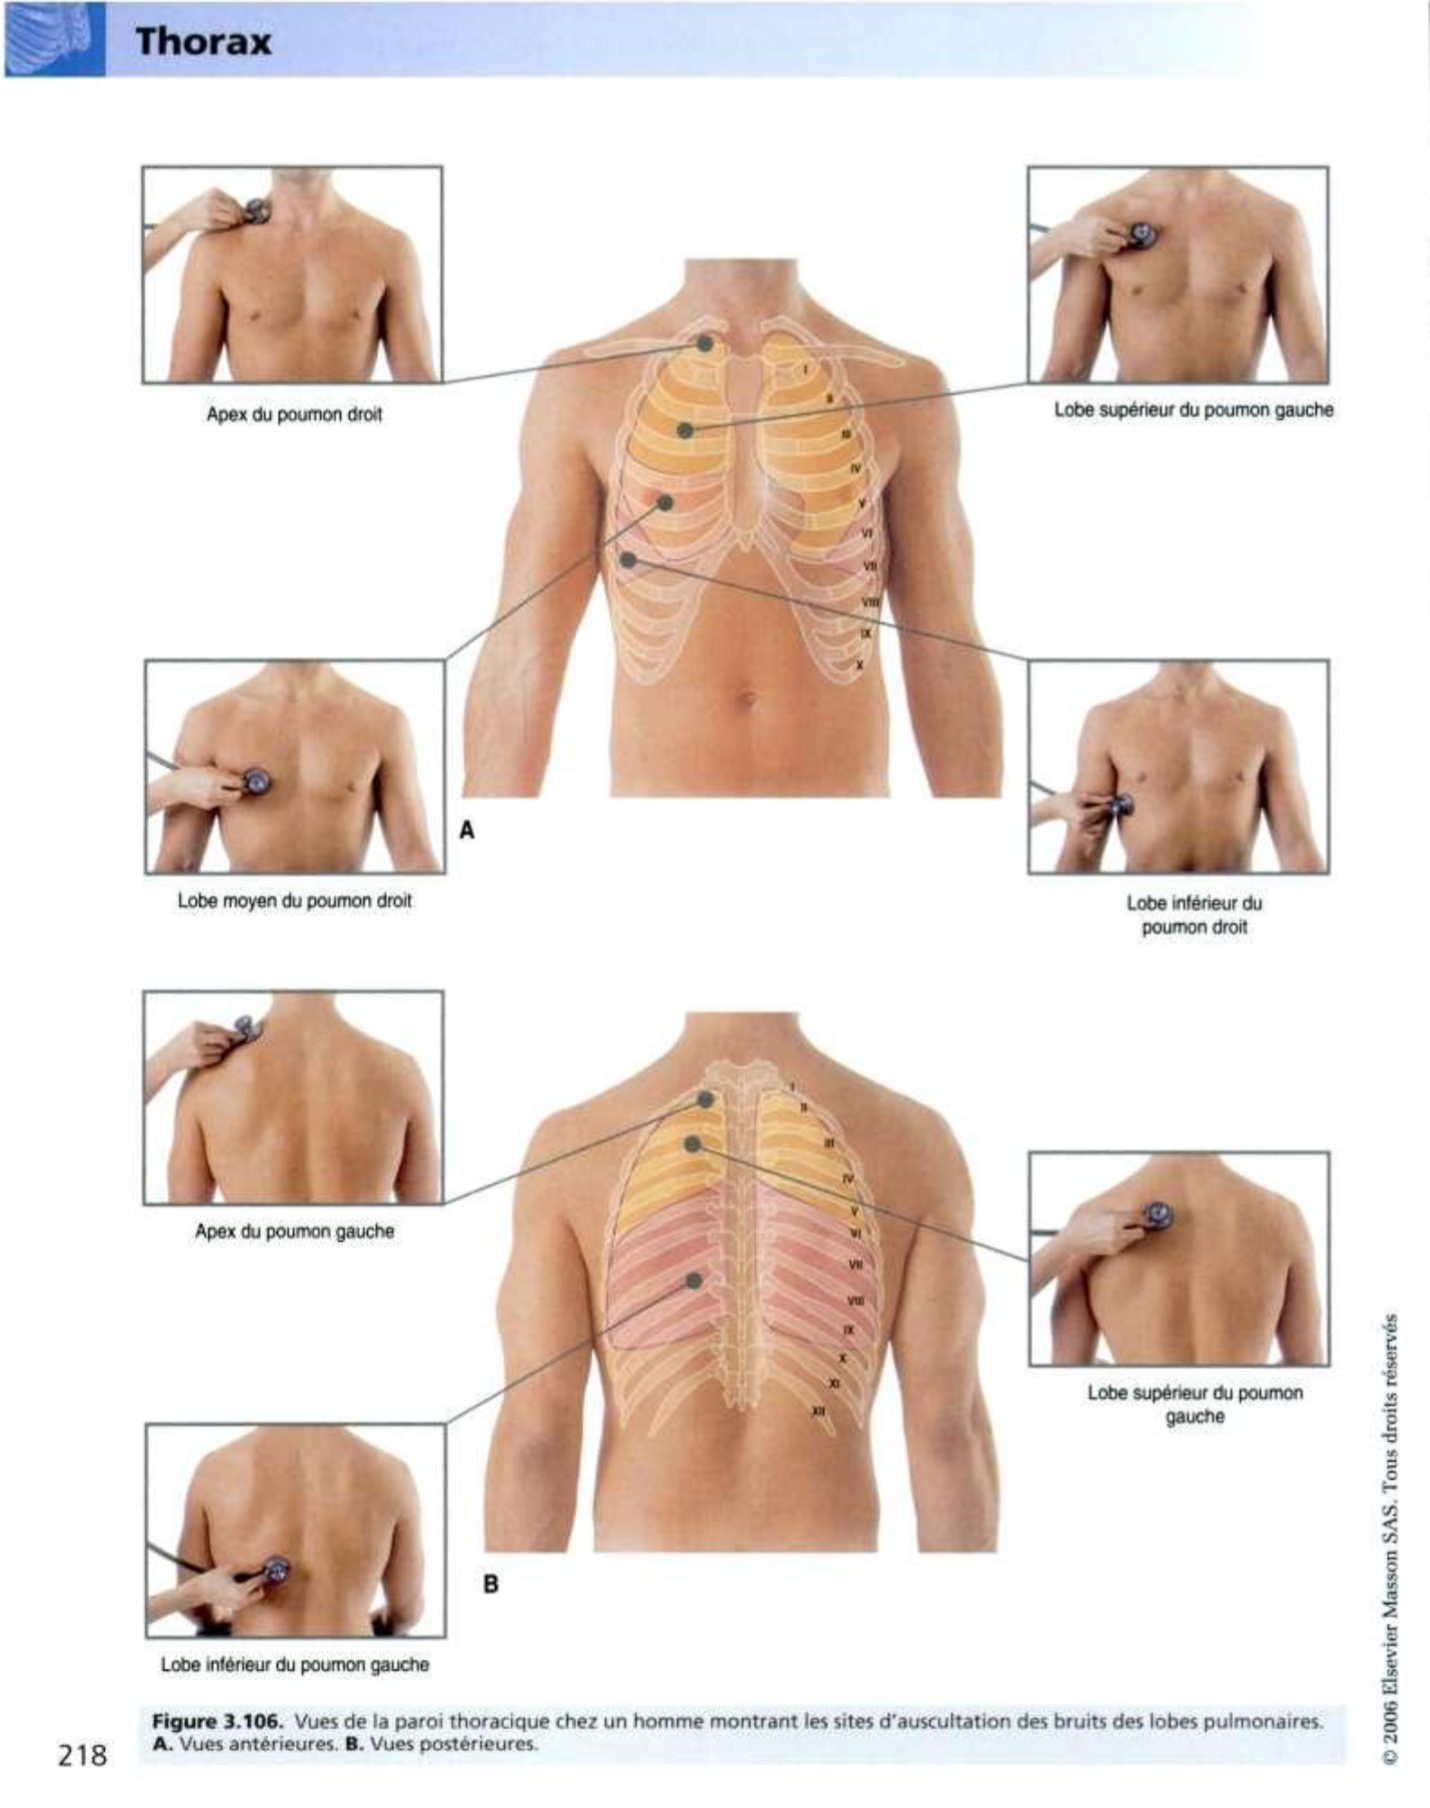 Thorax
Apex du poumon droit
Lobe supérieur du poumon gauche
I
II
III
IV
V
VI
VII
VIII
IX
X
A
Lobe moyen du poumon droit
Lobe inférieur du
poumon droit
I
II
III
IV
V
VI
VII
VIII
IX
X
XI
XII
Apex du poumon gauche
Lobe supérieur du poumon
gauche
B
Lobe inférieur du poumon gauche
Figure 3.106. Vues de la paroi thoracique chez un homme montrant les sites d'auscultation des bruits des lobes pulmonaires.
A. Vues antérieures. B. Vues postérieures.
218
© 2006 Elsevier Masson SAS. Tous droits réservés